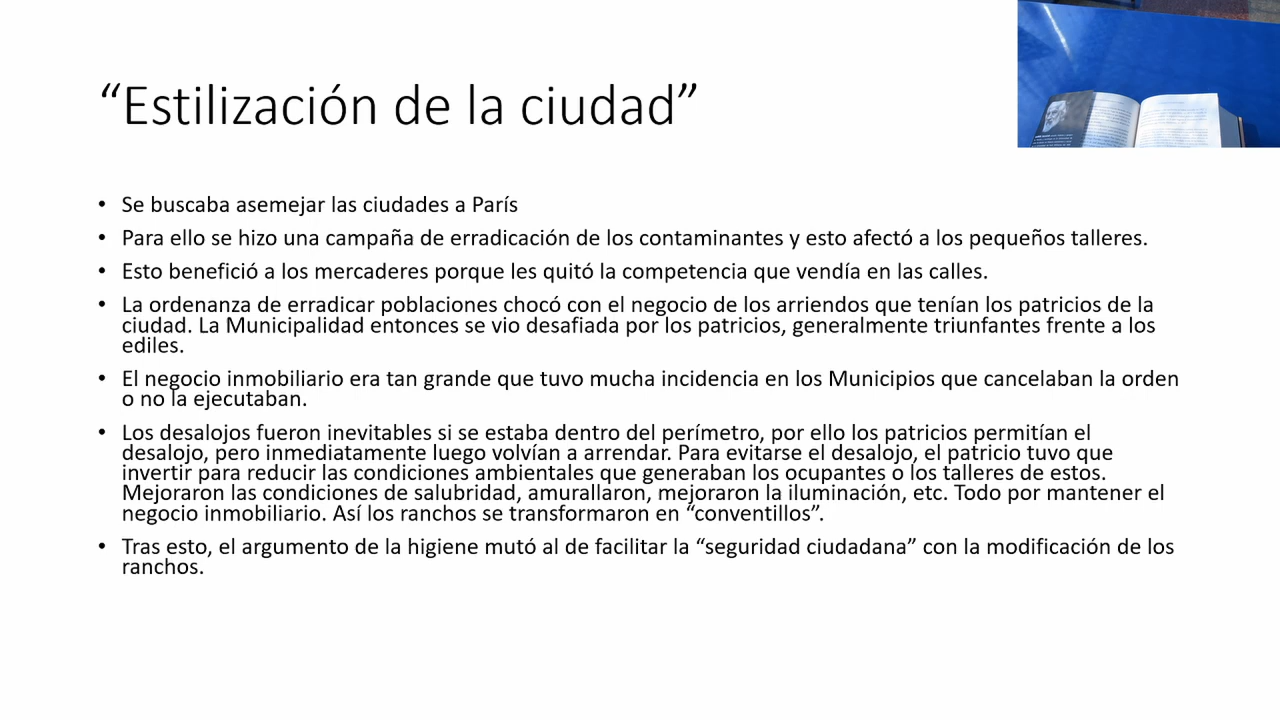 “Estilización de la ciudad”
• Se buscaba asemejar las ciudades a París
• Para ello se hizo una campaña de erradicación de los contaminantes y esto afectó a los pequeños talleres.
• Esto benefició a los mercaderes porque les quitó la competencia que vendía en las calles.
• La ordenanza de erradicar poblaciones chocó con el negocio de los arriendos que tenían los patricios de la
ciudad. La Municipalidad entonces se vio desafiada por los patricios, generalmente triunfantes frente a los
ediles.
• El negocio inmobiliario era tan grande que tuvo mucha incidencia en los Municipios que cancelaban la orden
o no la ejecutaban.
• Los desalojos fueron inevitables si se estaba dentro del perímetro, por ello los patricios permitían el
desalojo, pero inmediatamente luego volvían a arrendar. Para evitarse el desalojo, el patricio tuvo que
invertir para reducir las condiciones ambientales que generaban los ocupantes o los talleres de estos.
Mejoraron las condiciones de salubridad, amurallaron, mejoraron la iluminación, etc. Todo por mantener el
negocio inmobiliario. Así los ranchos se transformaron en “conventillos”.
• Tras esto, el argumento de la higiene mutó al de facilitar la “seguridad ciudadana” con la modificación de los
ranchos.